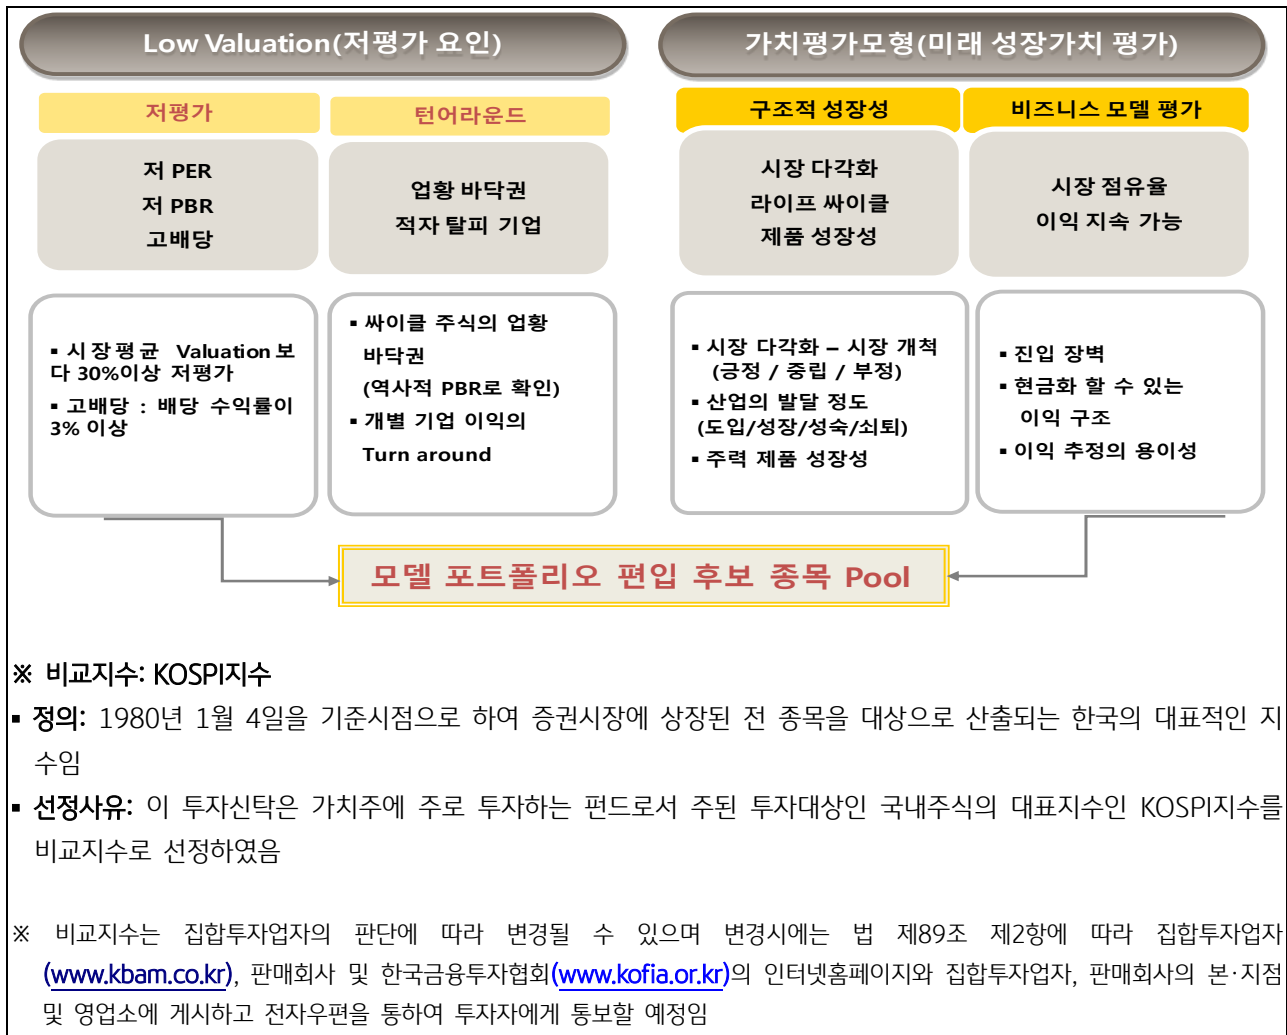 Low Valuation(저평가 요인)
가치평가모형(미래 성장가치 평가)
저평가
턴어라운드
구조적 성장성
비즈니스 모델 평가
저 PER
저 PBR
고배당
업황 바닥권
적자 탈피 기업
시장 다각화
라이프 싸이클
제품 성장성
시장 점유율
이익 지속 가능
▪ 시장평균 Valuation 보
다 30%이상 저평가
▪ 고배당 : 배당 수익률이
3% 이상
▪ 싸이클 주식의 업황
바닥권
(역사적 PBR로 확인)
▪ 개별 기업 이익의
Turn around
▪ 시장 다각화 – 시장 개척
(긍정 / 중립 / 부정)
▪ 산업의 발달 정도
(도입/성장/성숙/쇠퇴)
▪ 주력 제품 성장성
▪ 진입 장벽
▪ 현금화 할 수 있는
이익 구조
▪ 이익 추정의 용이성
모델 포트폴리오 편입 후보 종목 Pool
※ 비교지수: KOSPI지수
▪ 정의: 1980년 1월 4일을 기준시점으로 하여 증권시장에 상장된 전 종목을 대상으로 산출되는 한국의 대표적인 지
수임
▪ 선정사유: 이 투자신탁은 가치주에 주로 투자하는 펀드로서 주된 투자대상인 국내주식의 대표지수인 KOSPI지수를
비교지수로 선정하였음
※ 비교지수는 집합투자업자의 판단에 따라 변경될 수 있으며 변경시에는 법 제89조 제2항에 따라 집합투자업자
(www.kbam.co.kr), 판매회사 및 한국금융투자협회(www.kofia.or.kr)의 인터넷홈페이지와 집합투자업자, 판매회사의 본·지점
및 영업소에 게시하고 전자우편을 통하여 투자자에게 통보할 예정임